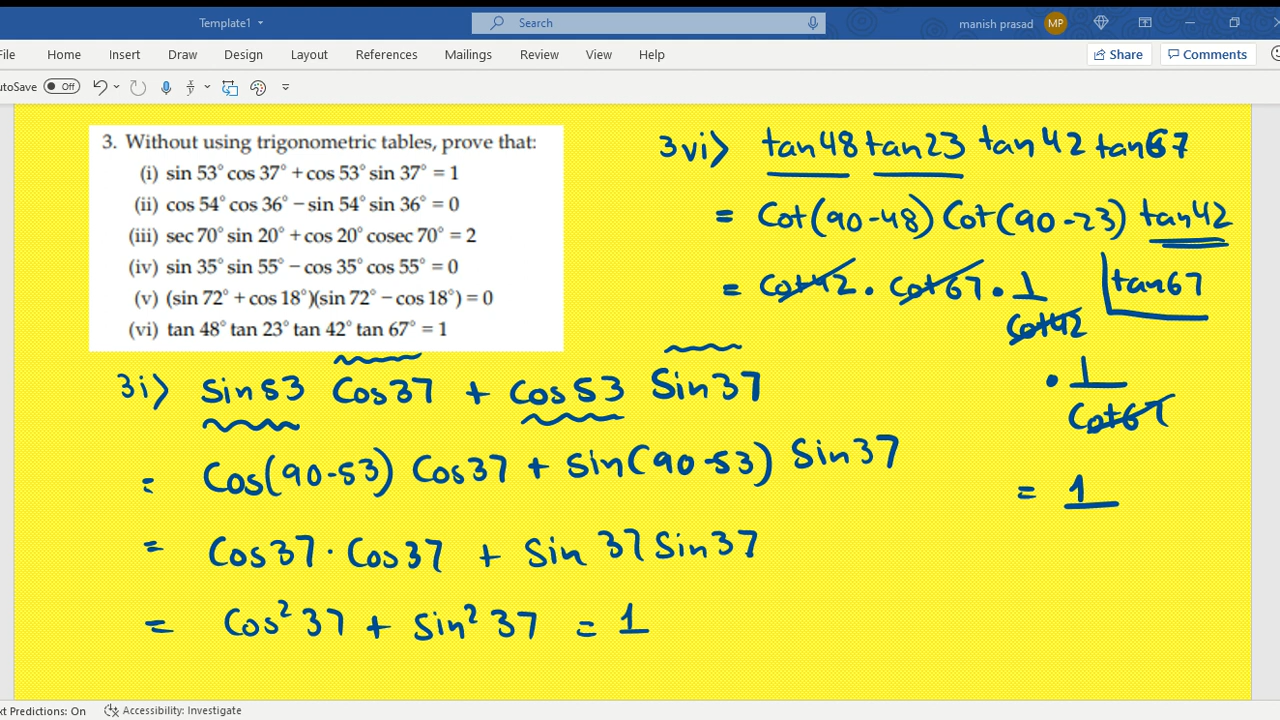 Template1
Search
manish prasad MP
File Home Insert Draw Design Layout References Mailings Review View Help Share Comments
AutoSave Off
3. Without using trigonometric tables, prove that:
(i) sin 53° cos 37° + cos 53° sin 37° = 1
(ii) cos 54° cos 36° − sin 54° sin 36° = 0
(iii) sec 70° sin 20° + cos 20° cosec 70° = 2
(iv) sin 35° sin 55° − cos 35° cos 55° = 0
(v) (sin 72° + cos 18°)(sin 72° − cos 18°) = 0
(vi) tan 48° tan 23° tan 42° tan 67° = 1
3i) Sin53 Cos37 + Cos53 Sin37
= Cos(90-53) Cos37 + Sin(90-53) Sin37
= Cos37 · Cos37 + Sin 37 Sin37
= Cos² 37 + Sin² 37 = 1
3vi) tan48 tan23 tan42 tan67
= Cot(90-48) Cot(90-23) tan42
tan67
= Cot42 · Cot67 · 1/Cot42
· 1/Cot67
= 1
Text Predictions: On Accessibility: Investigate